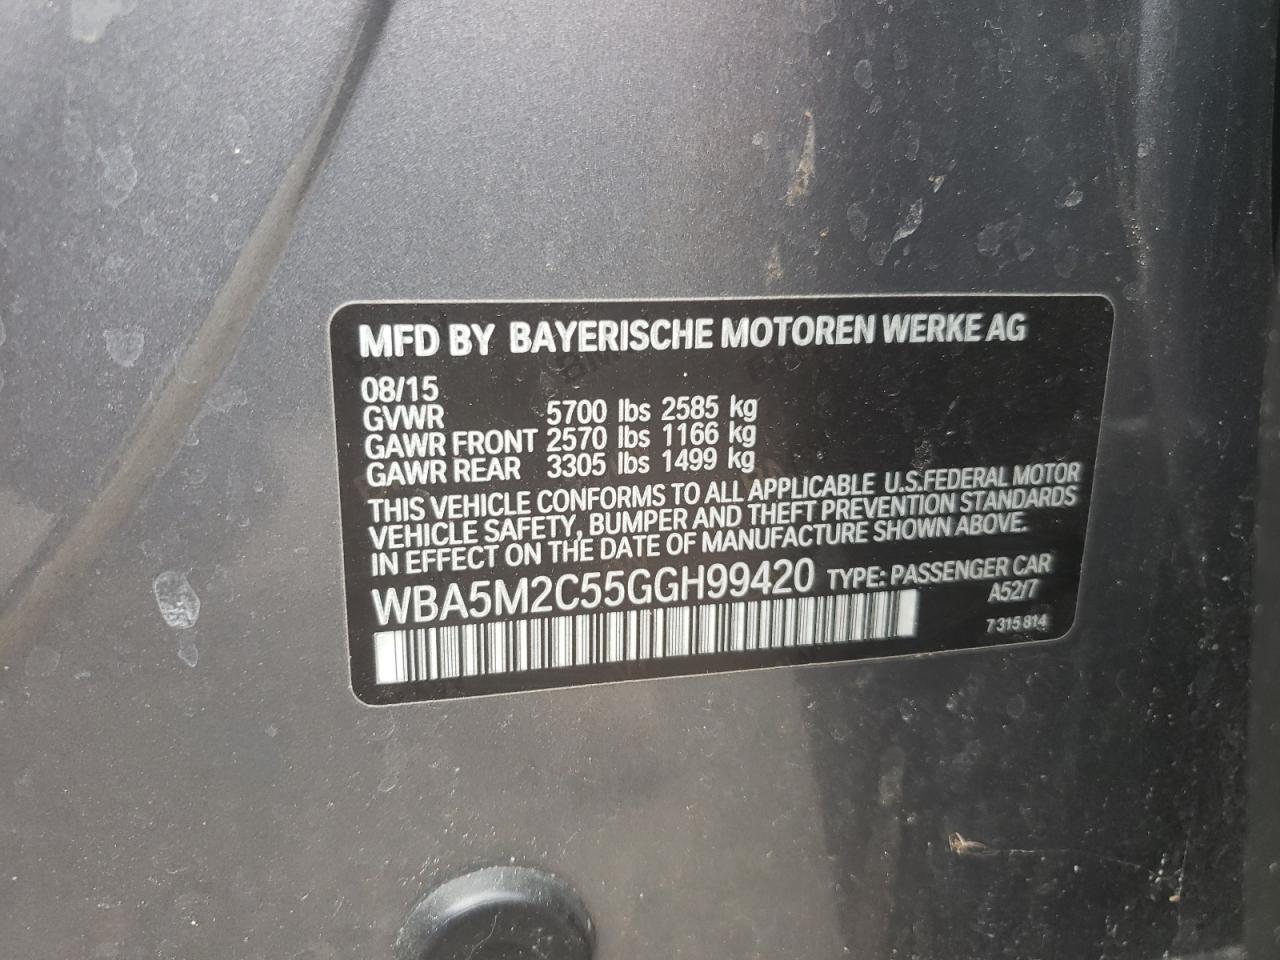 MFD BY BAYERISCHE MOTOREN WERKE AG
08/15
GVWR 5700 lbs 2585 kg
GAWR FRONT 2570 lbs 1166 kg
GAWR REAR 3305 lbs 1499 kg
THIS VEHICLE CONFORMS TO ALL APPLICABLE U.S.FEDERAL MOTOR
VEHICLE SAFETY, BUMPER AND THEFT PREVENTION STANDARDS
IN EFFECT ON THE DATE OF MANUFACTURE SHOWN ABOVE.
WBA5M2C55GGH99420 TYPE: PASSENGER CAR
A52/7
7 315 814